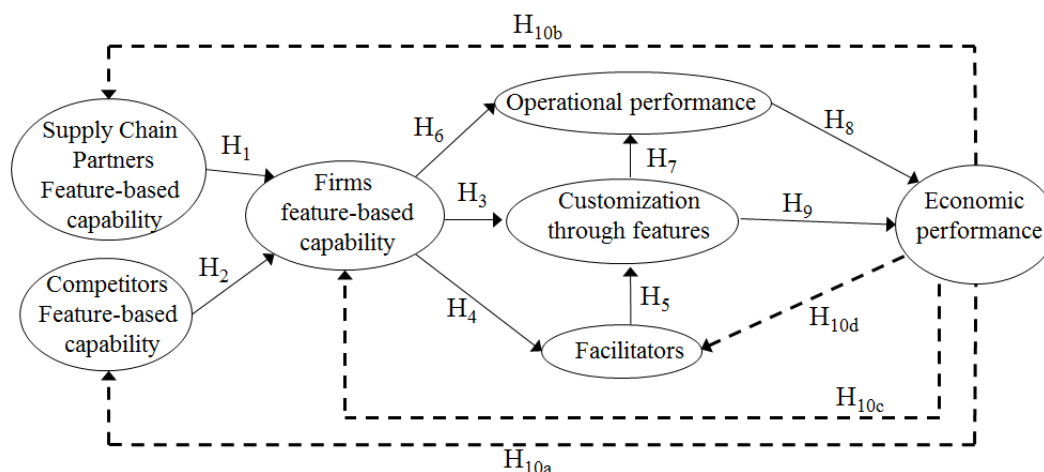 H10b
Supply Chain
Partners
Feature-based
capability
H1
Competitors
Feature-based
capability
H2
Firms
feature-based
capability
H6
H3
H4
Operational performance
H7
Customization
through features
H5
Facilitators
H8
H9
Economic
performance
H10d
H10c
H10a